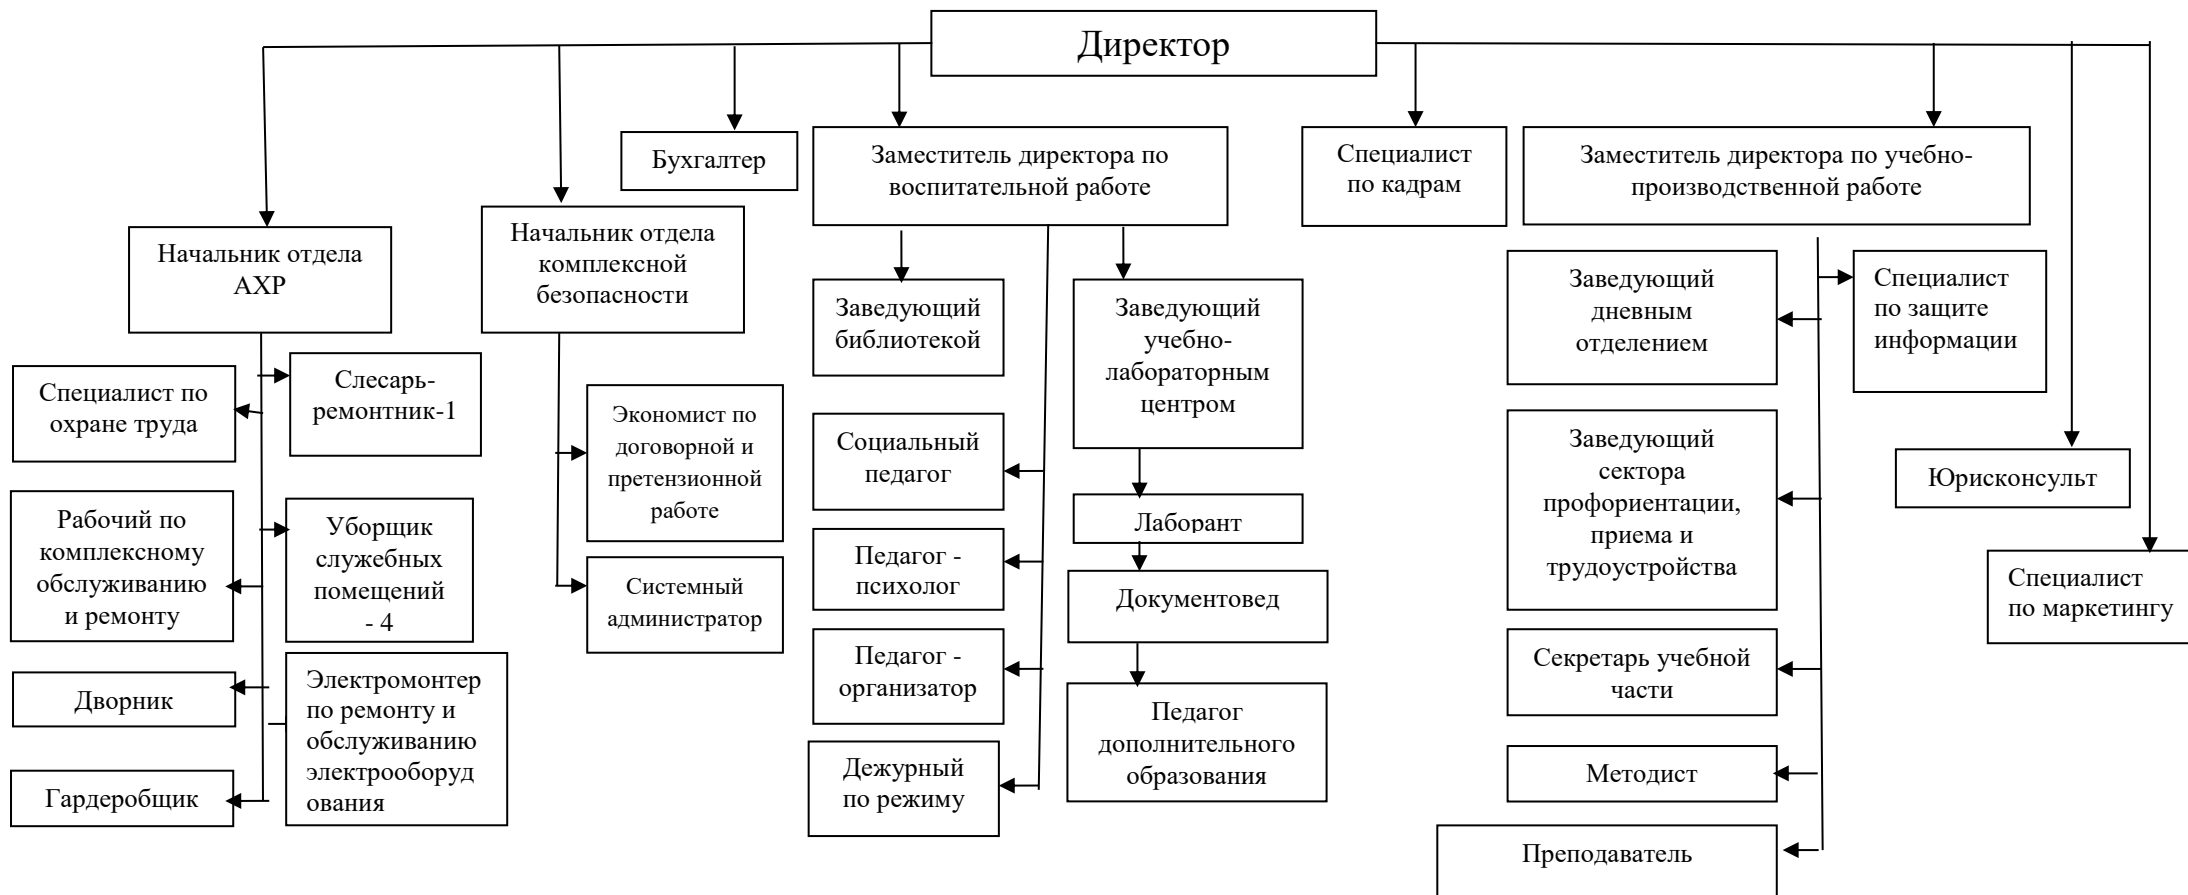 Директор
Бухгалтер
Заместитель директора по
воспитательной работе
Специалист
по кадрам
Заместитель директора по учебно-
производственной работе
Начальник отдела
АХР
Начальник отдела
комплексной
безопасности
Специалист по
охране труда
Слесарь-
ремонтник-1
Рабочий по
комплексному
обслуживанию
и ремонту
Уборщик
служебных
помещений
- 4
Дворник
Электромонтер
по ремонту и
обслуживанию
электрооборуд
ования
Гардеробщик
Экономист по
договорной и
претензионной
работе
Системный
администратор
Заведующий
библиотекой
Социальный
педагог
Педагог -
психолог
Педагог -
организатор
Дежурный
по режиму
Заведующий
учебно-
лабораторным
центром
Лаборант
Документовед
Педагог
дополнительного
образования
Заведующий
дневным
отделением
Специалист
по защите
информации
Заведующий
сектора
профориентации,
приема и
трудоустройства
Секретарь учебной
части
Методист
Преподаватель
Юрисконсульт
Специалист
по маркетингу